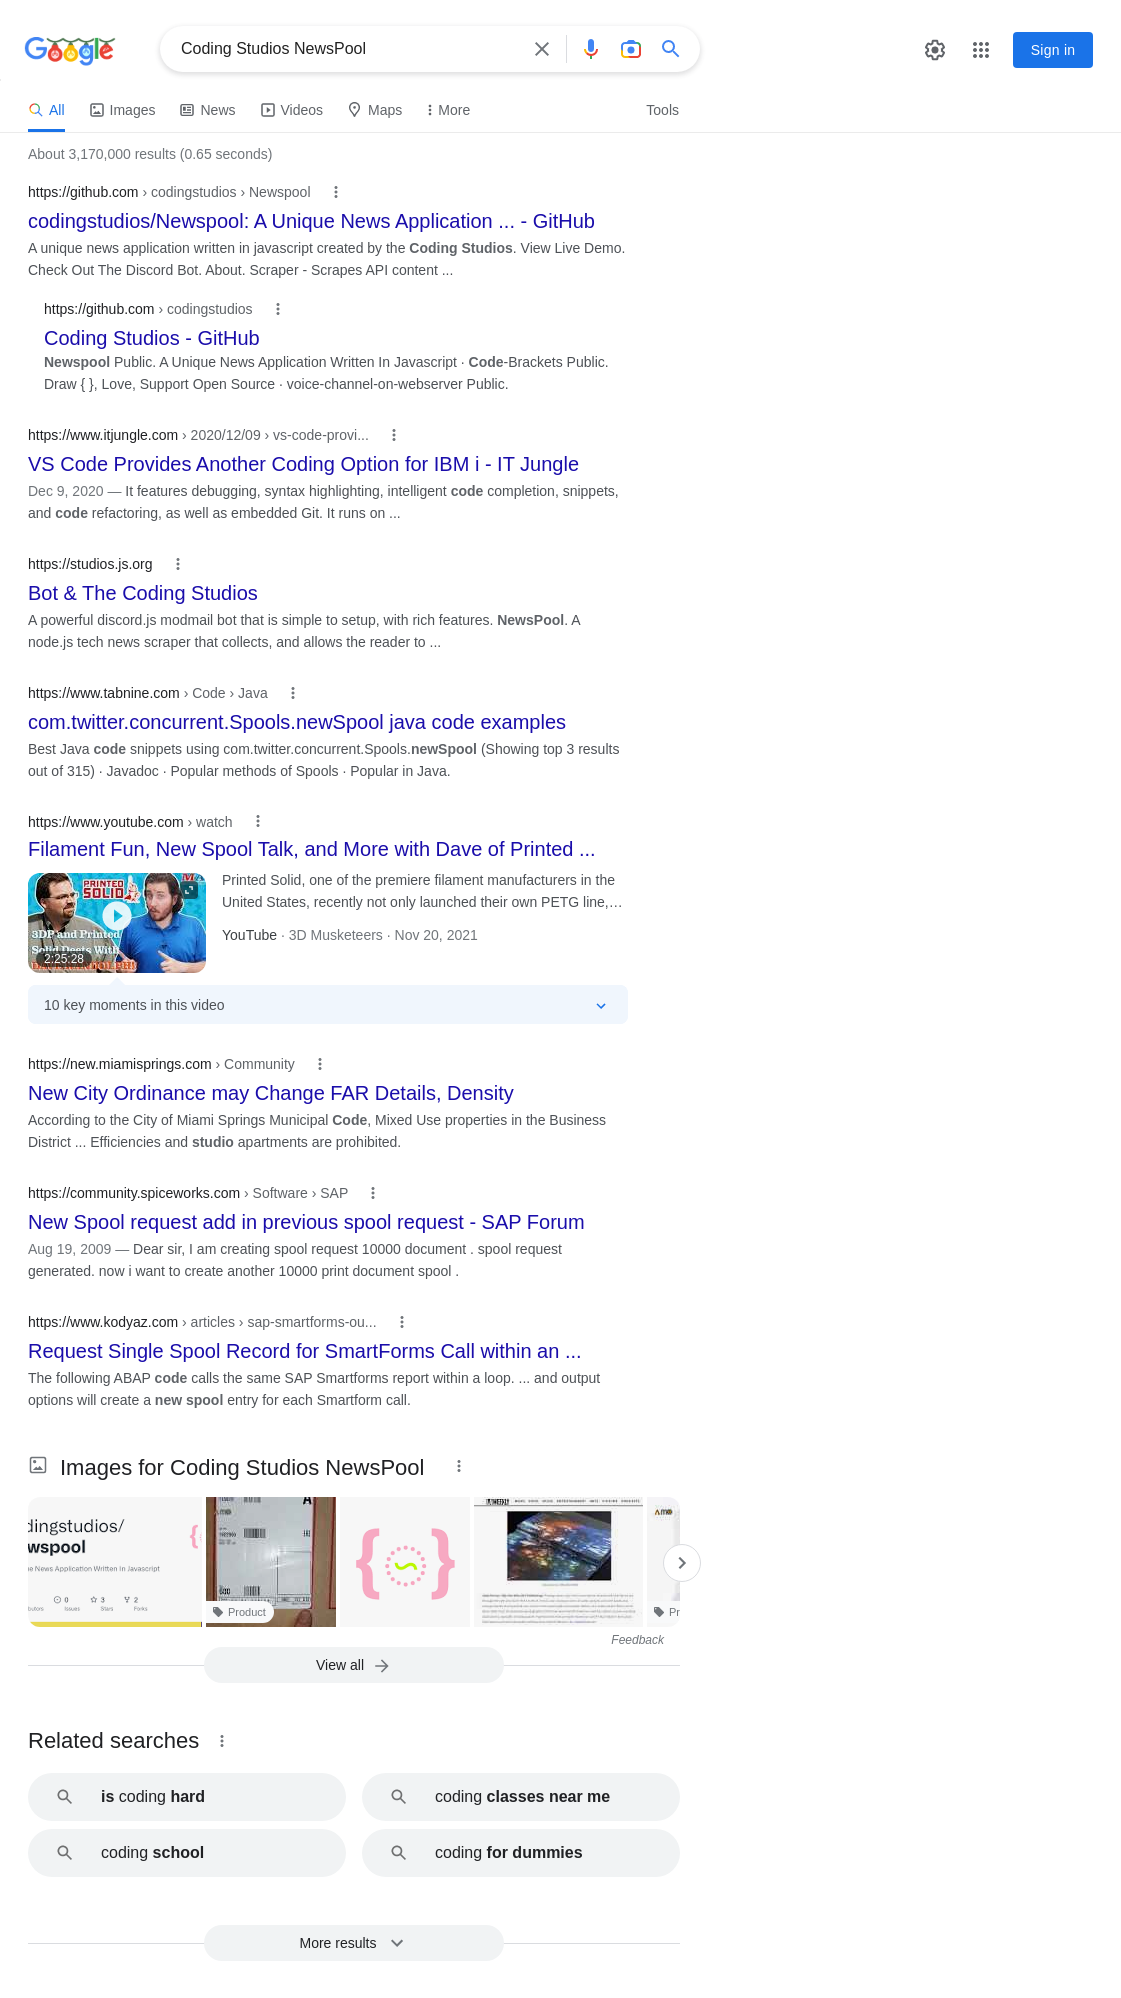 Google
Coding Studios NewsPool
Sign in
All
Images
News
Videos
Maps
More
Tools
About 3,170,000 results (0.65 seconds)
https://github.com › codingstudios › Newspool
codingstudios/Newspool: A Unique News Application ... - GitHub
A unique news application written in javascript created by the Coding Studios. View Live Demo.
Check Out The Discord Bot. About. Scraper - Scrapes API content ...
https://github.com › codingstudios
Coding Studios - GitHub
Newspool Public. A Unique News Application Written In Javascript · Code-Brackets Public.
Draw { }, Love, Support Open Source · voice-channel-on-webserver Public.
https://www.itjungle.com › 2020/12/09 › vs-code-provi...
VS Code Provides Another Coding Option for IBM i - IT Jungle
Dec 9, 2020 — It features debugging, syntax highlighting, intelligent code completion, snippets,
and code refactoring, as well as embedded Git. It runs on ...
https://studios.js.org
Bot & The Coding Studios
A powerful discord.js modmail bot that is simple to setup, with rich features. NewsPool. A
node.js tech news scraper that collects, and allows the reader to ...
https://www.tabnine.com › Code › Java
com.twitter.concurrent.Spools.newSpool java code examples
Best Java code snippets using com.twitter.concurrent.Spools.newSpool (Showing top 3 results
out of 315) · Javadoc · Popular methods of Spools · Popular in Java.
https://www.youtube.com › watch
Filament Fun, New Spool Talk, and More with Dave of Printed ...
PRINTED
SOLID
3DP and Printed
Solid Deets With
2:25:28
Printed Solid, one of the premiere filament manufacturers in the
United States, recently not only launched their own PETG line,...
YouTube · 3D Musketeers · Nov 20, 2021
10 key moments in this video
https://new.miamisprings.com › Community
New City Ordinance may Change FAR Details, Density
According to the City of Miami Springs Municipal Code, Mixed Use properties in the Business
District ... Efficiencies and studio apartments are prohibited.
https://community.spiceworks.com › Software › SAP
New Spool request add in previous spool request - SAP Forum
Aug 19, 2009 — Dear sir, I am creating spool request 10000 document . spool request
generated. now i want to create another 10000 print document spool .
https://www.kodyaz.com › articles › sap-smartforms-ou...
Request Single Spool Record for SmartForms Call within an ...
The following ABAP code calls the same SAP Smartforms report within a loop. ... and output
options will create a new spool entry for each Smartform call.
Images for Coding Studios NewsPool
dingstudios/
wspool
e News Application Written In Javascript
0
Issues
3
Stars
2
Forks
Product
Pr
Feedback
View all
Related searches
is coding hard
coding classes near me
coding school
coding for dummies
More results